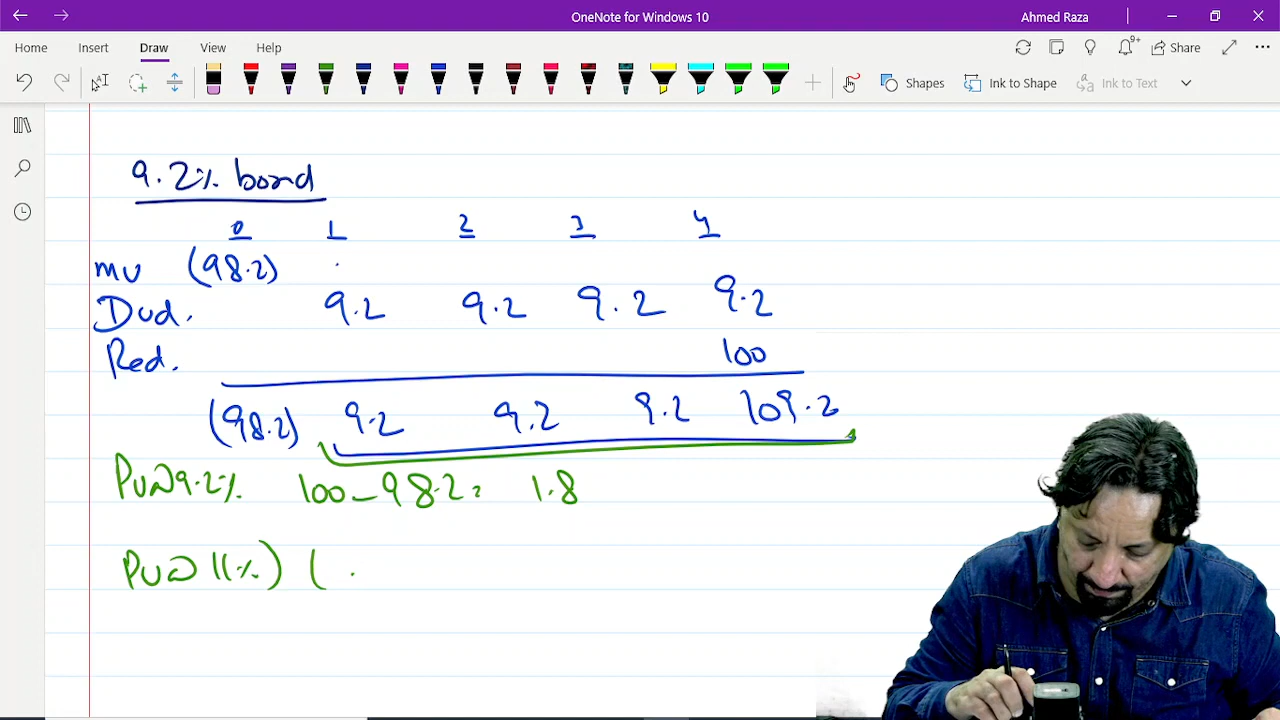 OneNote for Windows 10
Ahmed Raza
Home Insert Draw View Help
9+ Share
Shapes Ink to Shape Ink to Text
9.2% bond
0 1 2 3 4
mv (98.2)
Dvd. 9.2 9.2 9.2 9.2
Red. 100
(98.2) 9.2 9.2 9.2 109.2
Pv@9.2% 100-98.2= 1.8
Pv@11%) (